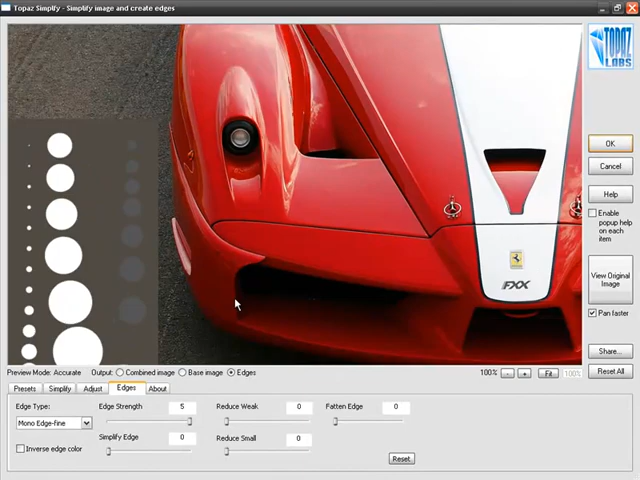 Topaz Simplify - Simplify image and create edges
TOPAZ
LABS
OK
Cancel
Help
Enable
popup help
on each
item
View Original
Image
Pan faster
Share...
Reset All
FXX
Preview Mode: Accurate Output: Combined image Base image Edges
100% - + Fit 100%
Presets Simplify Adjust Edges About
Edge Type: Edge Strength 5 Reduce Weak 0 Fatten Edge 0
Mono Edge-fine
Simplify Edge 0 Reduce Small 0
Inverse edge color
Reset